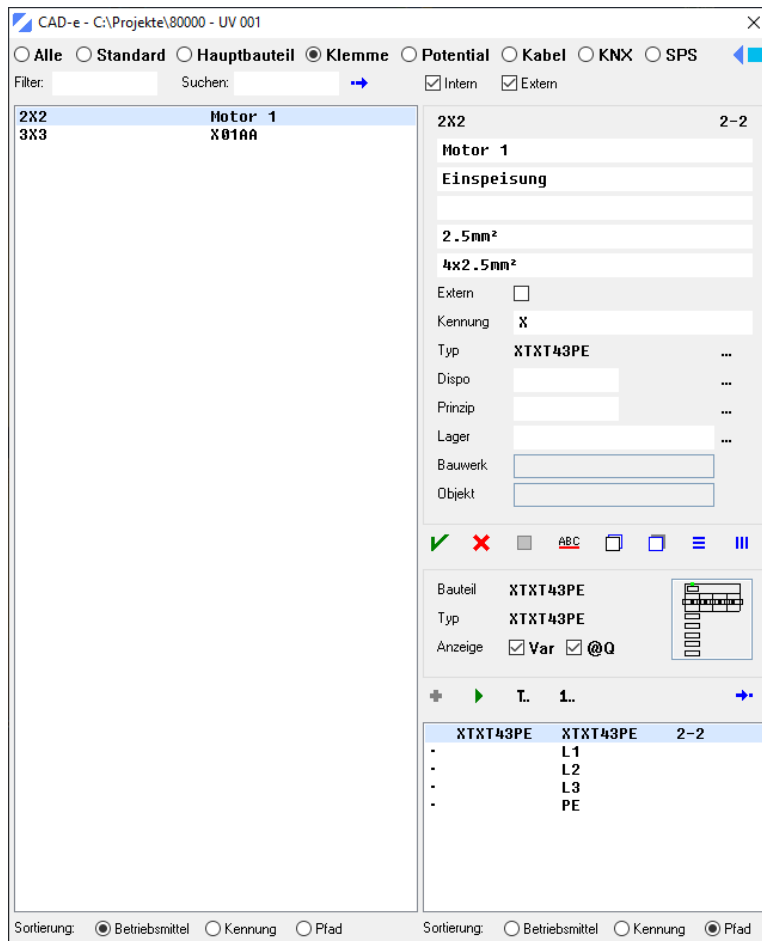 CAD-e - C:\Projekte\80000 - UV 001
Alle Standard Hauptbauteil Klemme Potential Kabel KNX SPS
Filter: Suchen: Intern Extern
2X2 Motor 1
3X3 X01AA
2X2 2-2
Motor 1
Einspeisung
2.5mm²
4x2.5mm²
Extern
Kennung X
Typ XTXT43PE ...
Dispo ...
Prinzip ...
Lager ...
Bauwerk
Objekt
ABC
Bauteil XTXT43PE
Typ XTXT43PE
Anzeige Var @Q
T.. 1..
XTXT43PE XTXT43PE 2-2
- L1
- L2
- L3
- PE
Sortierung: Betriebsmittel Kennung Pfad
Sortierung: Betriebsmittel Kennung Pfad